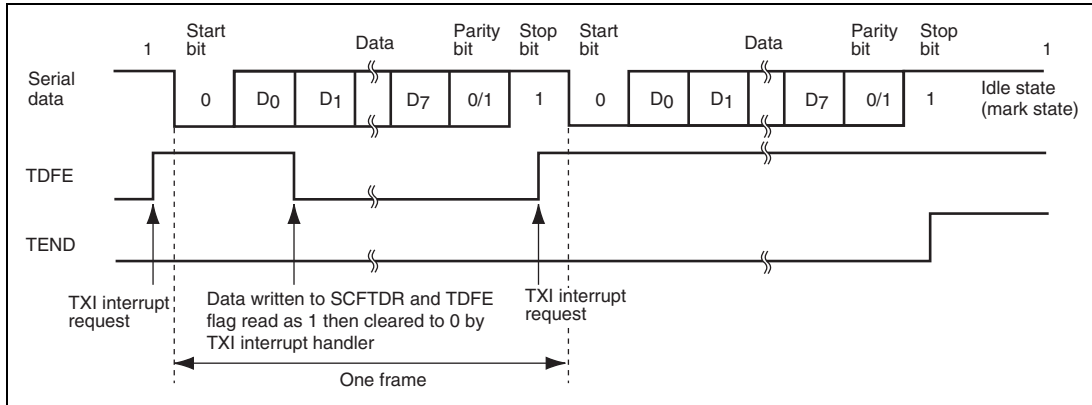 1
Start
bit
Data
Parity
bit
Stop
bit
Start
bit
Data
Parity
bit
Stop
bit
1
Serial
data
0
D0
D1
D7
0/1
1
0
D0
D1
D7
0/1
1
Idle state
(mark state)
TDFE
TEND
TXI interrupt
request
Data written to SCFTDR and TDFE
flag read as 1 then cleared to 0 by
TXI interrupt handler
TXI interrupt
request
One frame